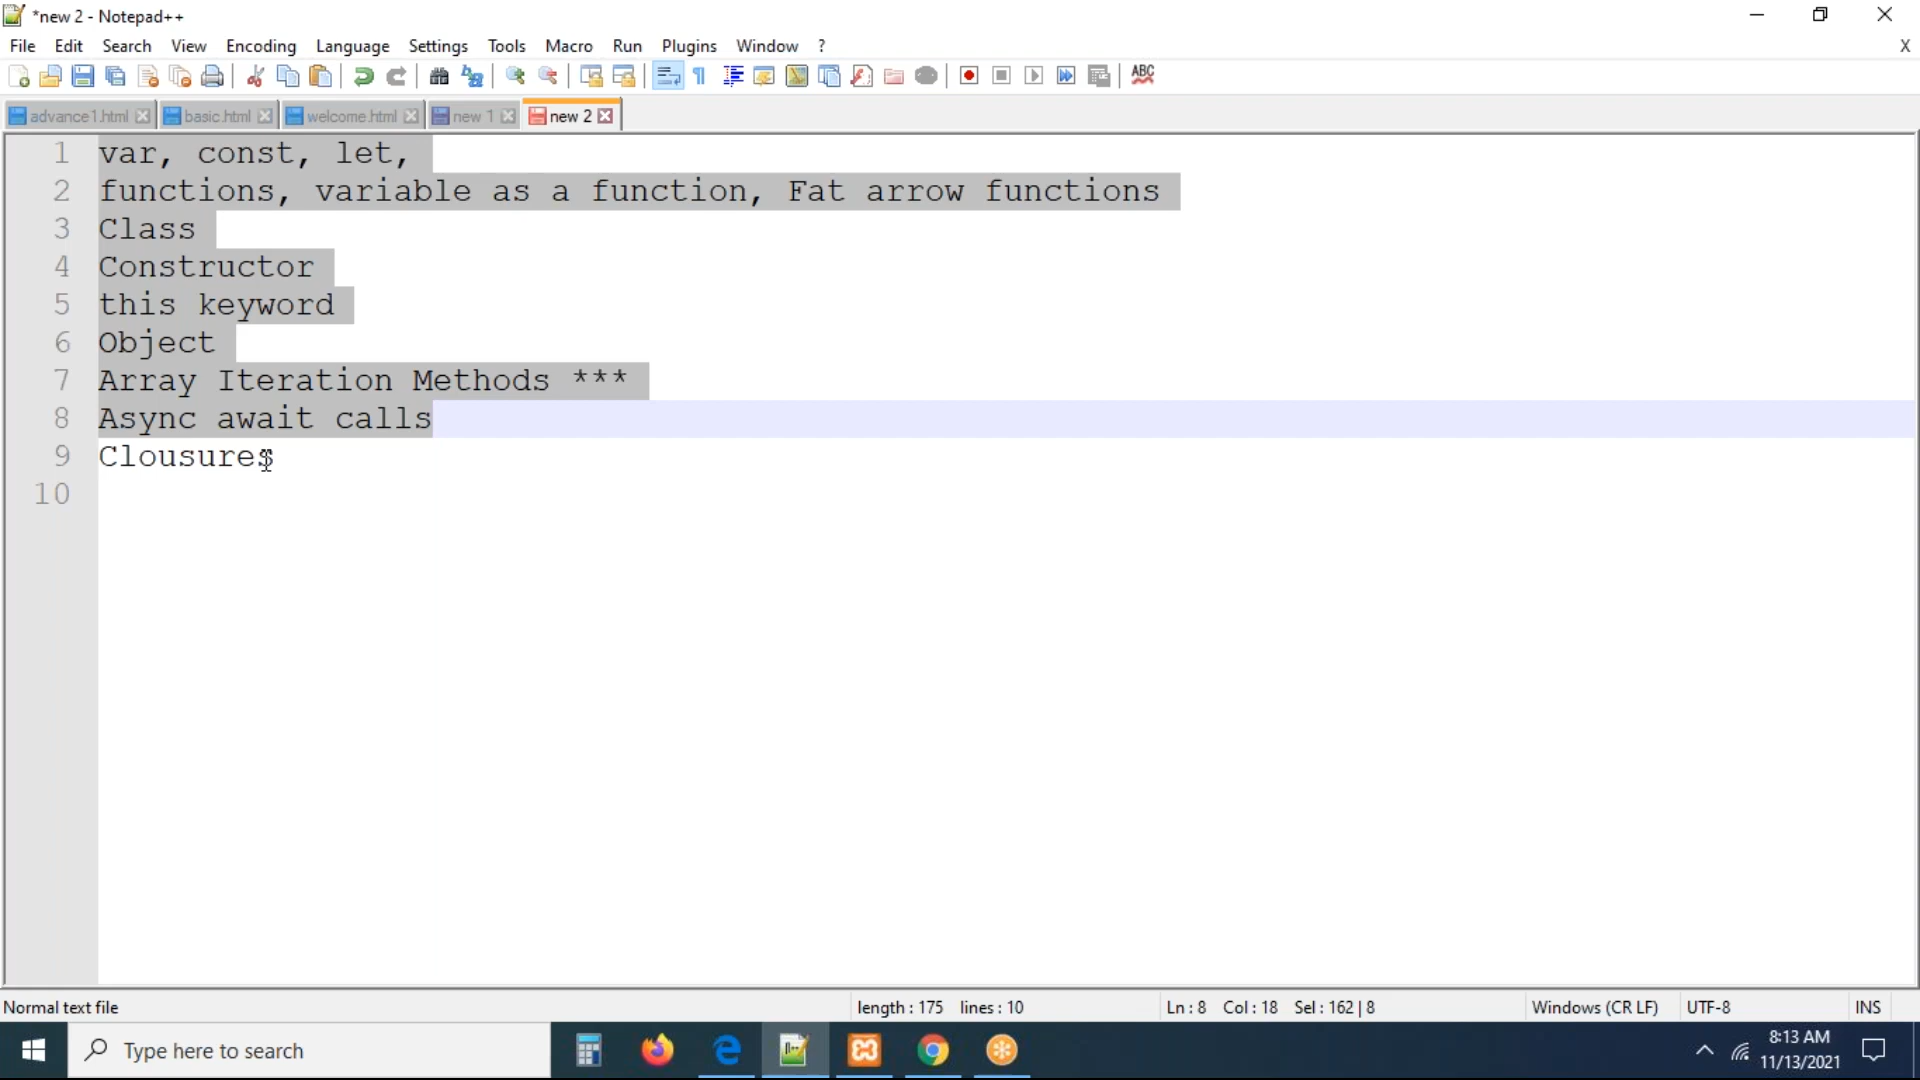 *new 2 - Notepad++
File Edit Search View Encoding Language Settings Tools Macro Run Plugins Window ? X
ABC
advance1.html basic.html welcome.html new 1 new 2
1 var, const, let,
2 functions, variable as a function, Fat arrow functions
3 Class
4 Constructor
5 this keyword
6 Object
7 Array Iteration Methods ***
8 Async await calls
9 Clousures
10
Normal text file length : 175 lines : 10 Ln : 8 Col : 18 Sel : 162 | 8 Windows (CR LF) UTF-8 INS
Type here to search
8:13 AM
11/13/2021